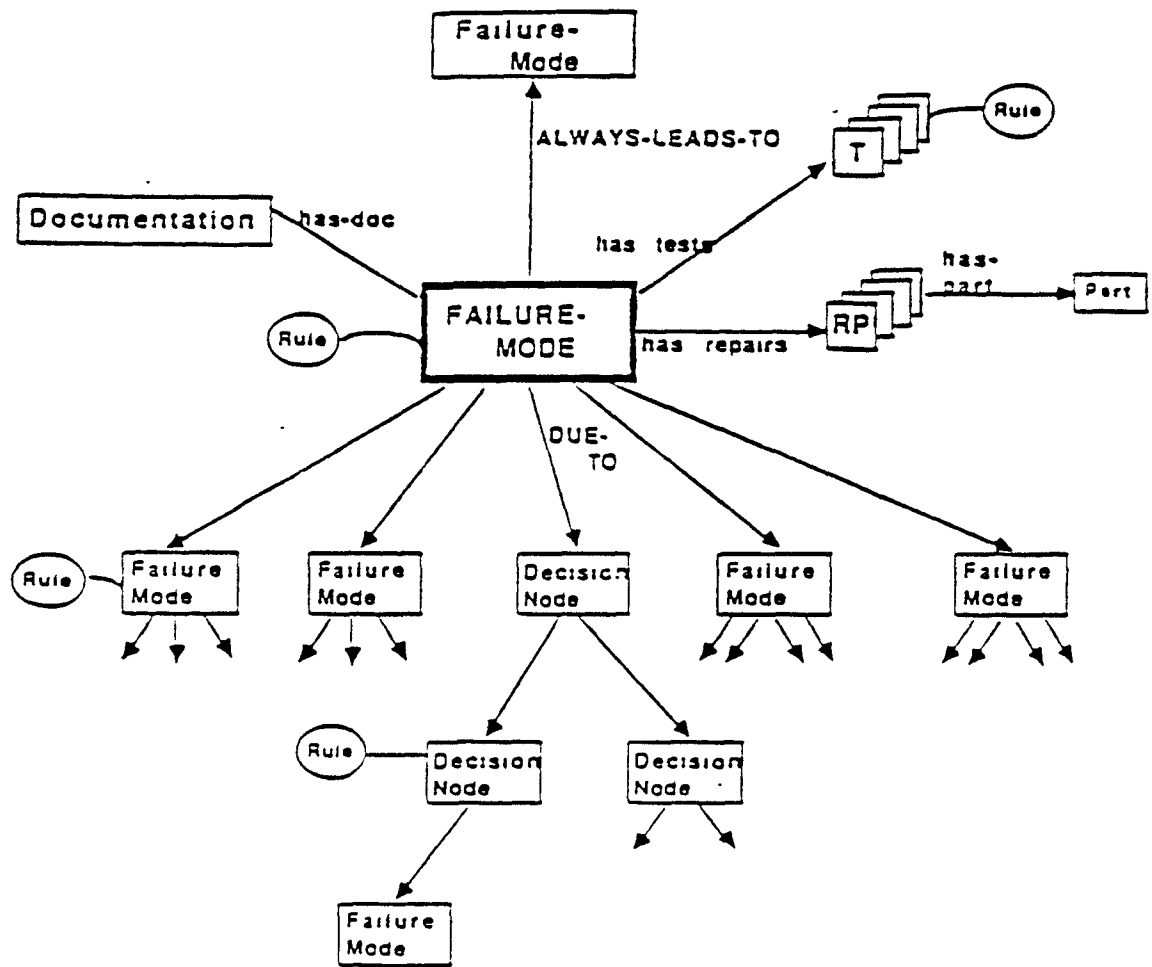 Failure-
Mode
ALWAYS-LEADS-TO
T
Rule
Documentation
has-doc
has tests
has-
part
Part
RP
has repairs
FAILURE-
MODE
Rule
DUE-
TO
Rule
Failure
Mode
Failure
Mode
Decision
Node
Failure
Mode
Failure
Mode
Rule
Decision
Node
Decision
Node
Failure
Mode